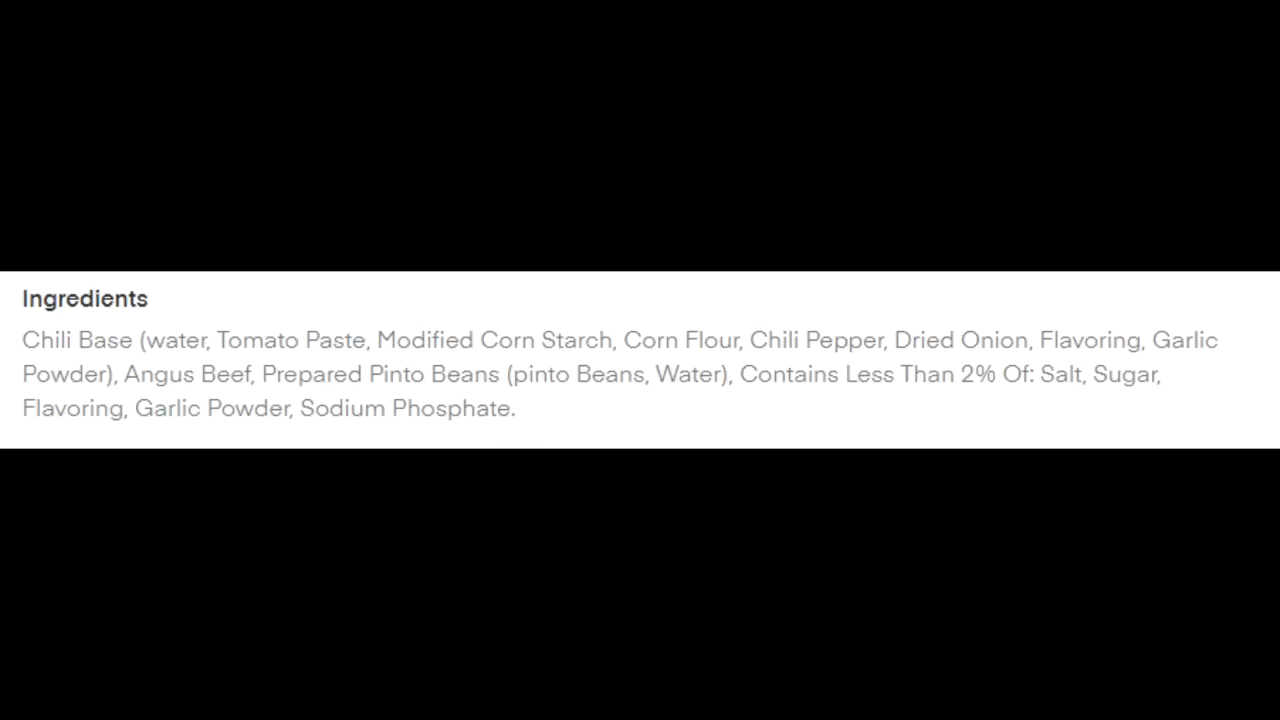 Ingredients
Chili Base (water, Tomato Paste, Modified Corn Starch, Corn Flour, Chili Pepper, Dried Onion, Flavoring, Garlic
Powder), Angus Beef, Prepared Pinto Beans (pinto Beans, Water), Contains Less Than 2% Of: Salt, Sugar,
Flavoring, Garlic Powder, Sodium Phosphate.